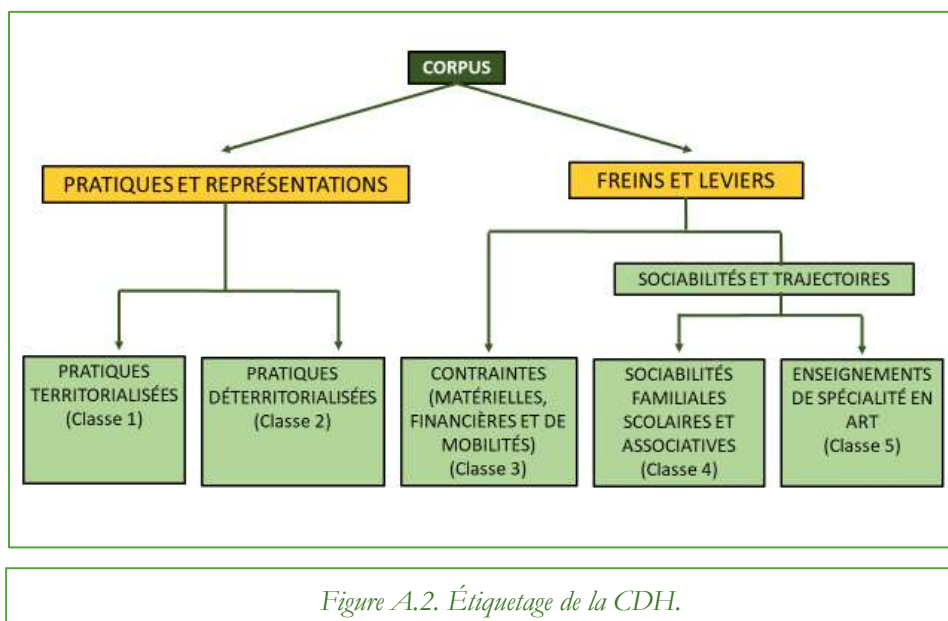 CORPUS
PRATIQUES ET REPRÉSENTATIONS
FREINS ET LEVIERS
SOCIABILITÉS ET TRAJECTOIRES
PRATIQUES
TERRITORIALISÉES
(Classe 1)
PRATIQUES
DÉTERRITORIALISÉES
(Classe 2)
CONTRAINTES
(MATÉRIELLES,
FINANCIÈRES ET DE
MOBILITÉS)
(Classe 3)
SOCIABILITÉS
FAMILIALES
SCOLAIRES ET
ASSOCIATIVES
(Classe 4)
ENSEIGNEMENTS
DE SPÉCIALITÉ EN
ART
(Classe 5)
Figure A.2. Étiquetage de la CDH.